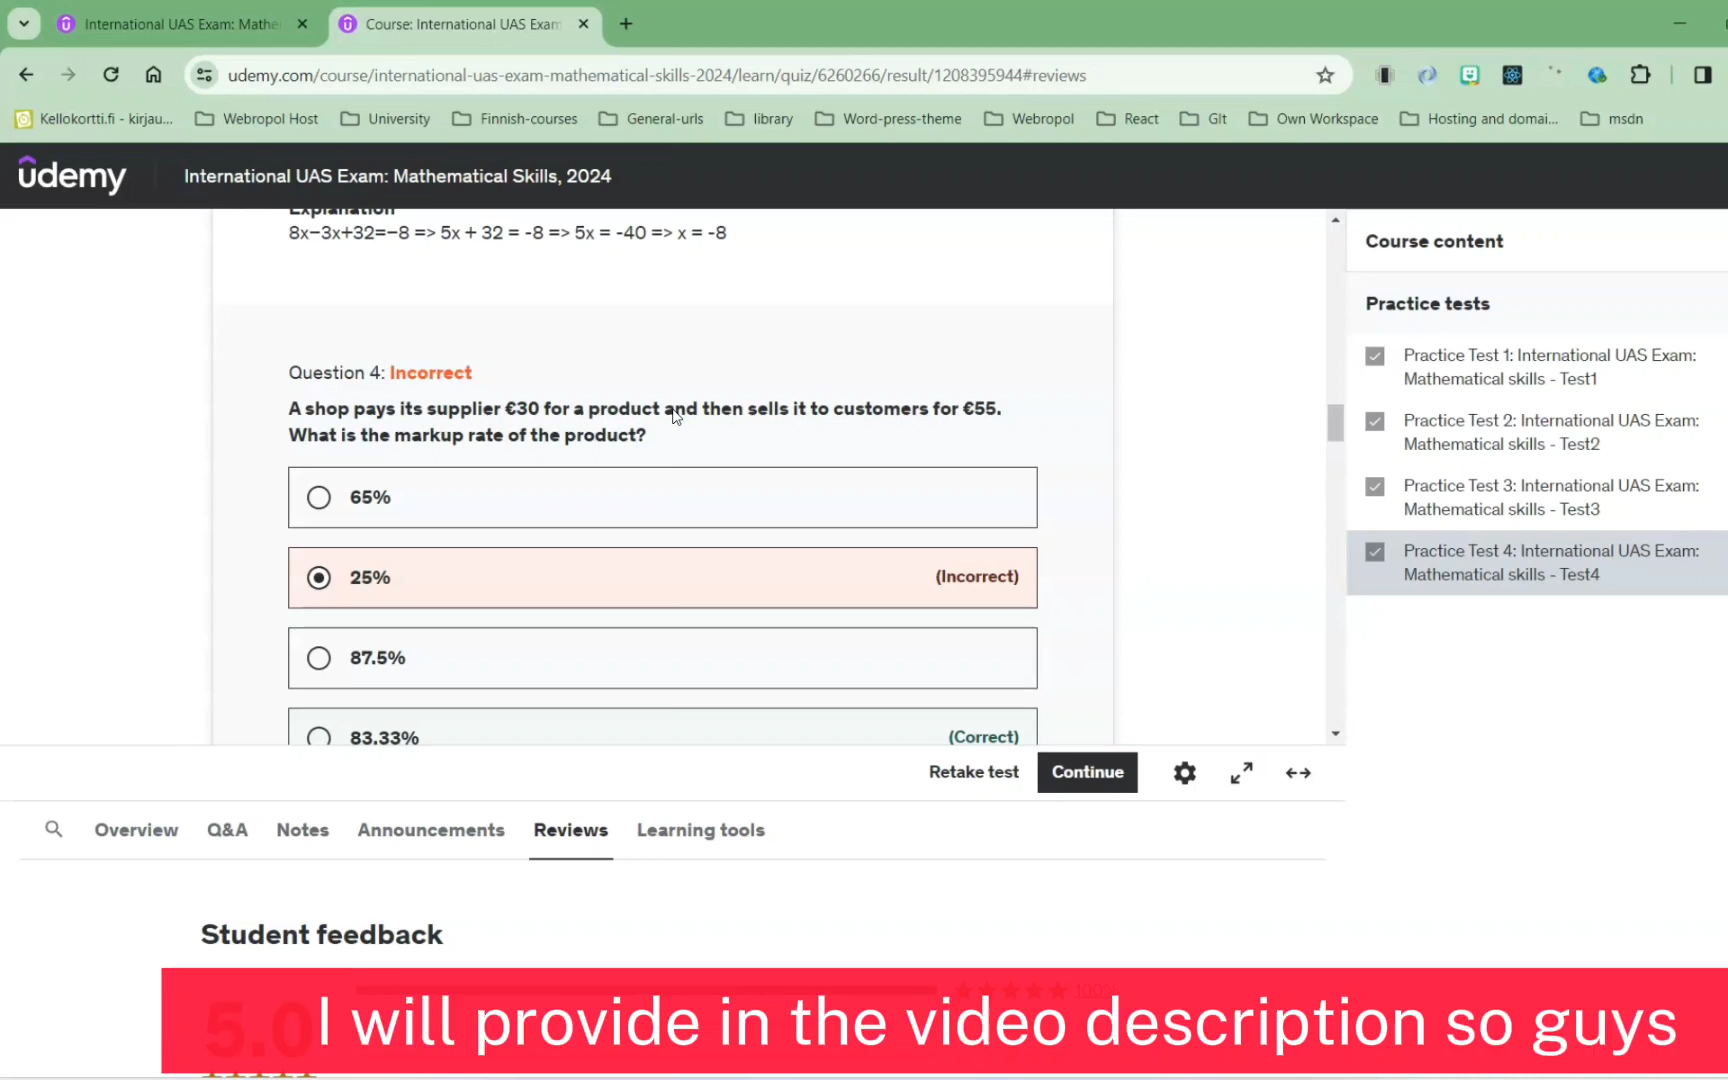 International UAS Exam: Mathe
Course: International UAS Exam
udemy.com/course/international-uas-exam-mathematical-skills-2024/learn/quiz/6260266/result/1208395944#reviews
Kellokortti.fi - kirjau...
Webropol Host
University
Finnish-courses
General-urls
library
Word-press-theme
Webropol
React
GIt
Own Workspace
Hosting and domai...
msdn
udemy
International UAS Exam: Mathematical Skills, 2024
Explanation
8x−3x+32=−8 => 5x + 32 = -8 => 5x = -40 => x = -8
Question 4: Incorrect
A shop pays its supplier €30 for a product and then sells it to customers for €55.
What is the markup rate of the product?
65%
25%
(Incorrect)
87.5%
83.33%
(Correct)
Retake test
Continue
Course content
Practice tests
Practice Test 1: International UAS Exam:
Mathematical skills - Test1
Practice Test 2: International UAS Exam:
Mathematical skills - Test2
Practice Test 3: International UAS Exam:
Mathematical skills - Test3
Practice Test 4: International UAS Exam:
Mathematical skills - Test4
Overview
Q&A
Notes
Announcements
Reviews
Learning tools
Student feedback
5.0
100%
I will provide in the video description so guys